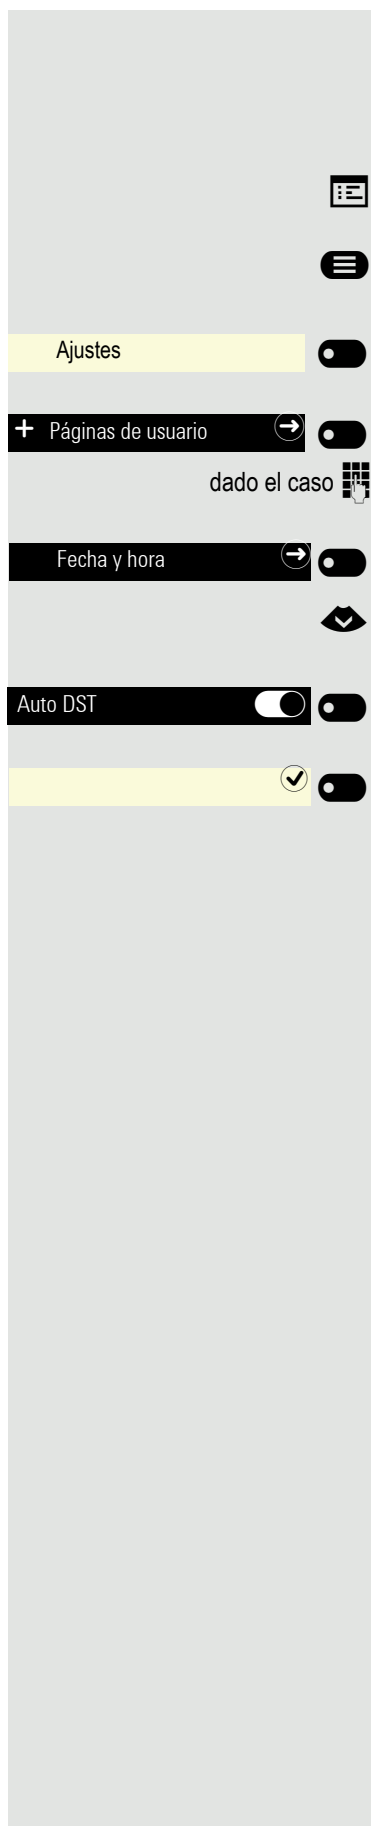 Ajustes
+ Páginas de usuario
dado el caso
Fecha y hora
Auto DST